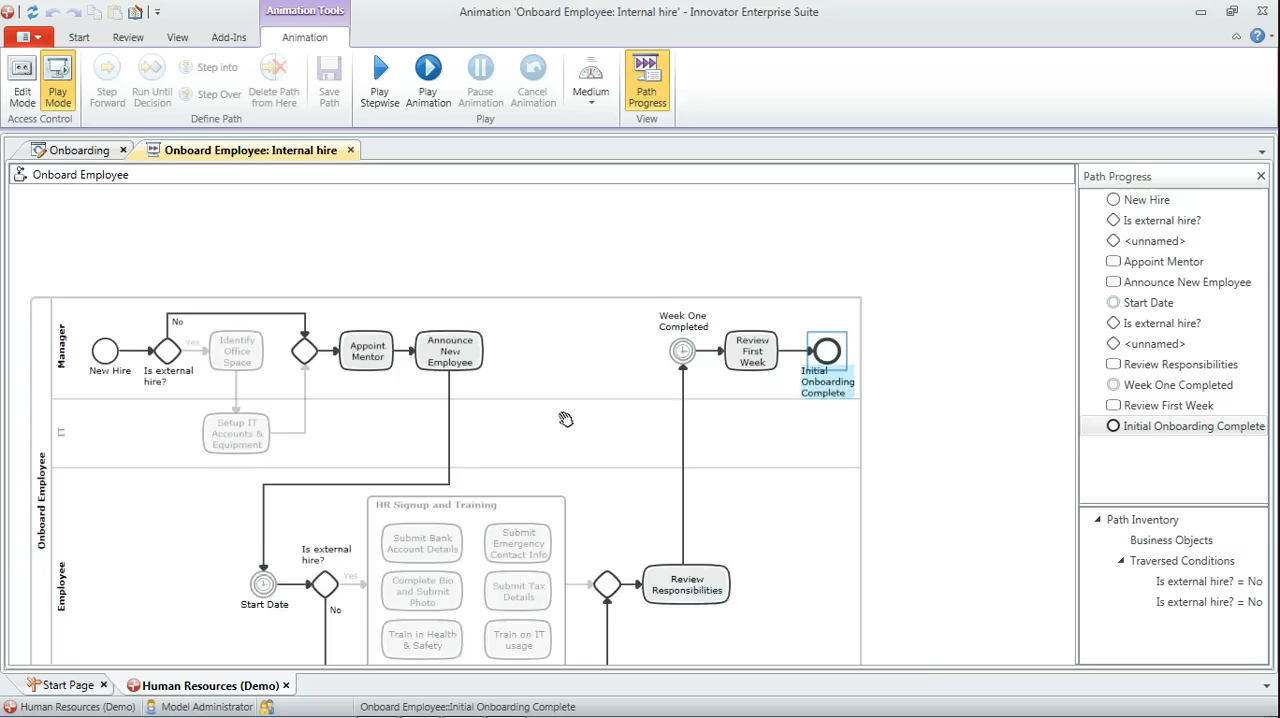 Animation Tools
Animation 'Onboard Employee: Internal hire' - Innovator Enterprise Suite
Start
Review
View
Add-Ins
Animation
Edit
Mode
Play
Mode
Access Control
Step
Forward
Run Until
Decision
Step into
Step Over
Delete Path
from Here
Define Path
Save
Path
Play
Stepwise
Play
Animation
Pause
Animation
Cancel
Animation
Play
Medium
Path
Progress
View
Onboarding
Onboard Employee: Internal hire
Onboard Employee
Onboard Employee
Manager
IT
Employee
New Hire
Is external
hire?
No
Yes
Identify
Office
Space
Setup IT
Accounts &
Equipment
Appoint
Mentor
Announce
New
Employee
Week One
Completed
Review
First
Week
Initial
Onboarding
Complete
Start Date
Is external
hire?
Yes
No
HR Signup and Training
Submit Bank
Account Details
Submit
Emergency
Contact Info
Complete Bio
and Submit
Photo
Submit Tax
Details
Train in Health
& Safety
Train on IT
usage
Review
Responsibilities
Path Progress
New Hire
Is external hire?
<unnamed>
Appoint Mentor
Announce New Employee
Start Date
Is external hire?
<unnamed>
Review Responsibilities
Week One Completed
Review First Week
Initial Onboarding Complete
Path Inventory
Business Objects
Traversed Conditions
Is external hire? = No
Is external hire? = No
Start Page
Human Resources (Demo)
Human Resources (Demo)
Model Administrator
Onboard Employee:Initial Onboarding Complete